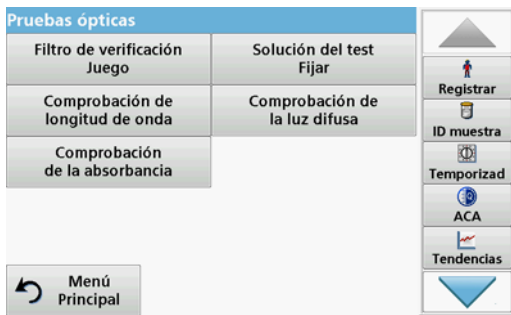 Pruebas ópticas
Filtro de verificación
Juego
Solución del test
Fijar
Comprobación de
longitud de onda
Comprobación de
la luz difusa
Comprobación
de la absorbancia
Menú
Principal
Registrar
ID muestra
Temporizad
ACA
Tendencias